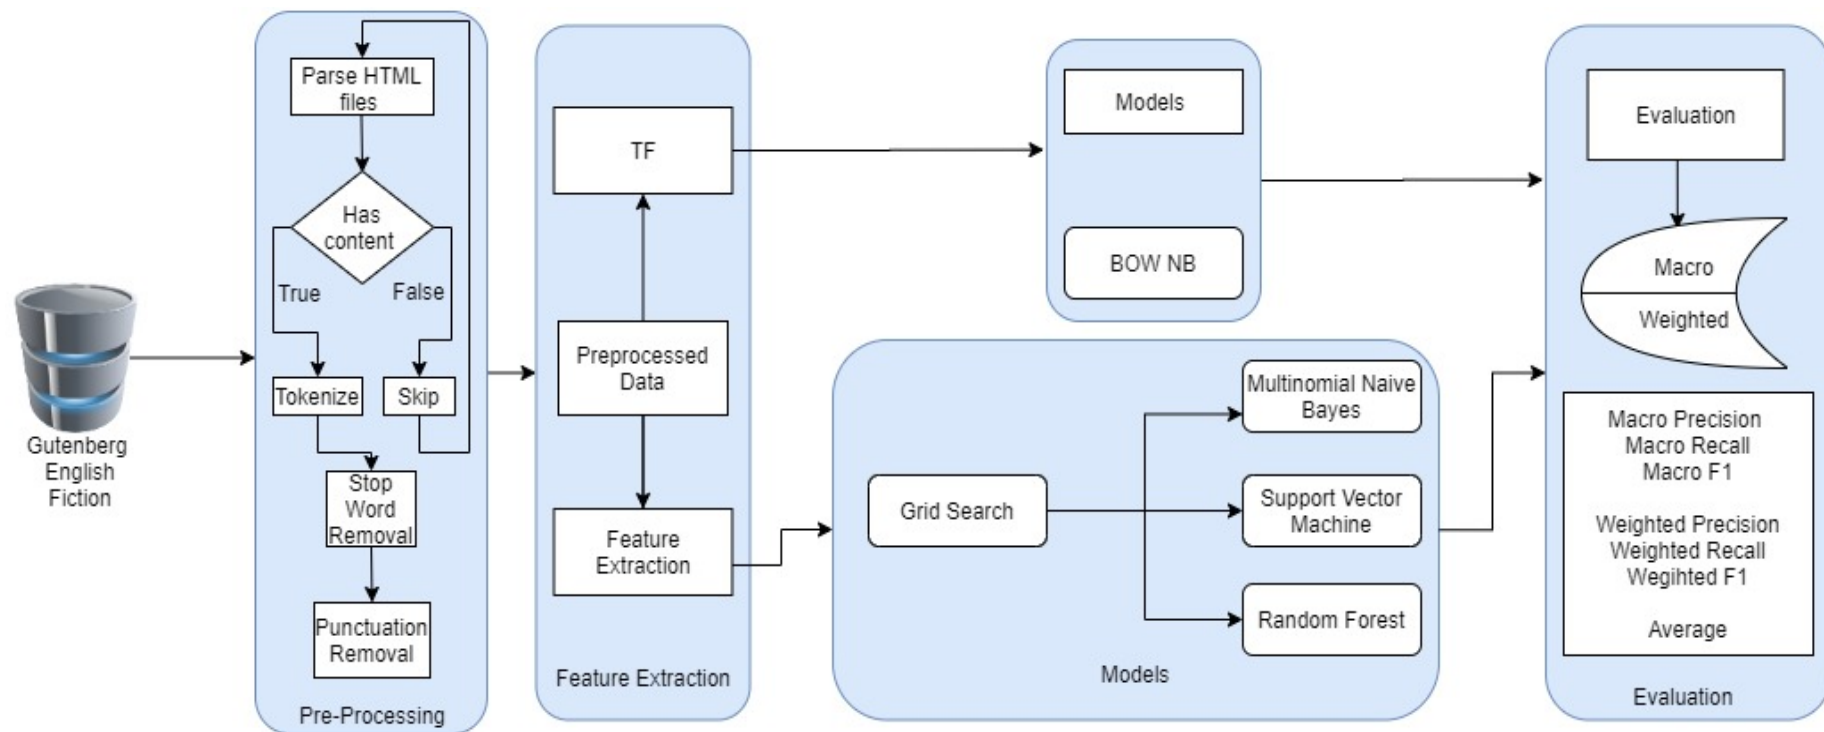 Gutenberg
English
Fiction
Parse HTML
files
Has
content
True
False
Tokenize
Skip
Stop
Word
Removal
Punctuation
Removal
Pre-Processing
TF
Preprocessed
Data
Feature
Extraction
Feature Extraction
Models
BOW NB
Grid Search
Multinomial Naive
Bayes
Support Vector
Machine
Random Forest
Models
Evaluation
Macro
Weighted
Macro Precision
Macro Recall
Macro F1
Weighted Precision
Weighted Recall
Wegihted F1
Average
Evaluation